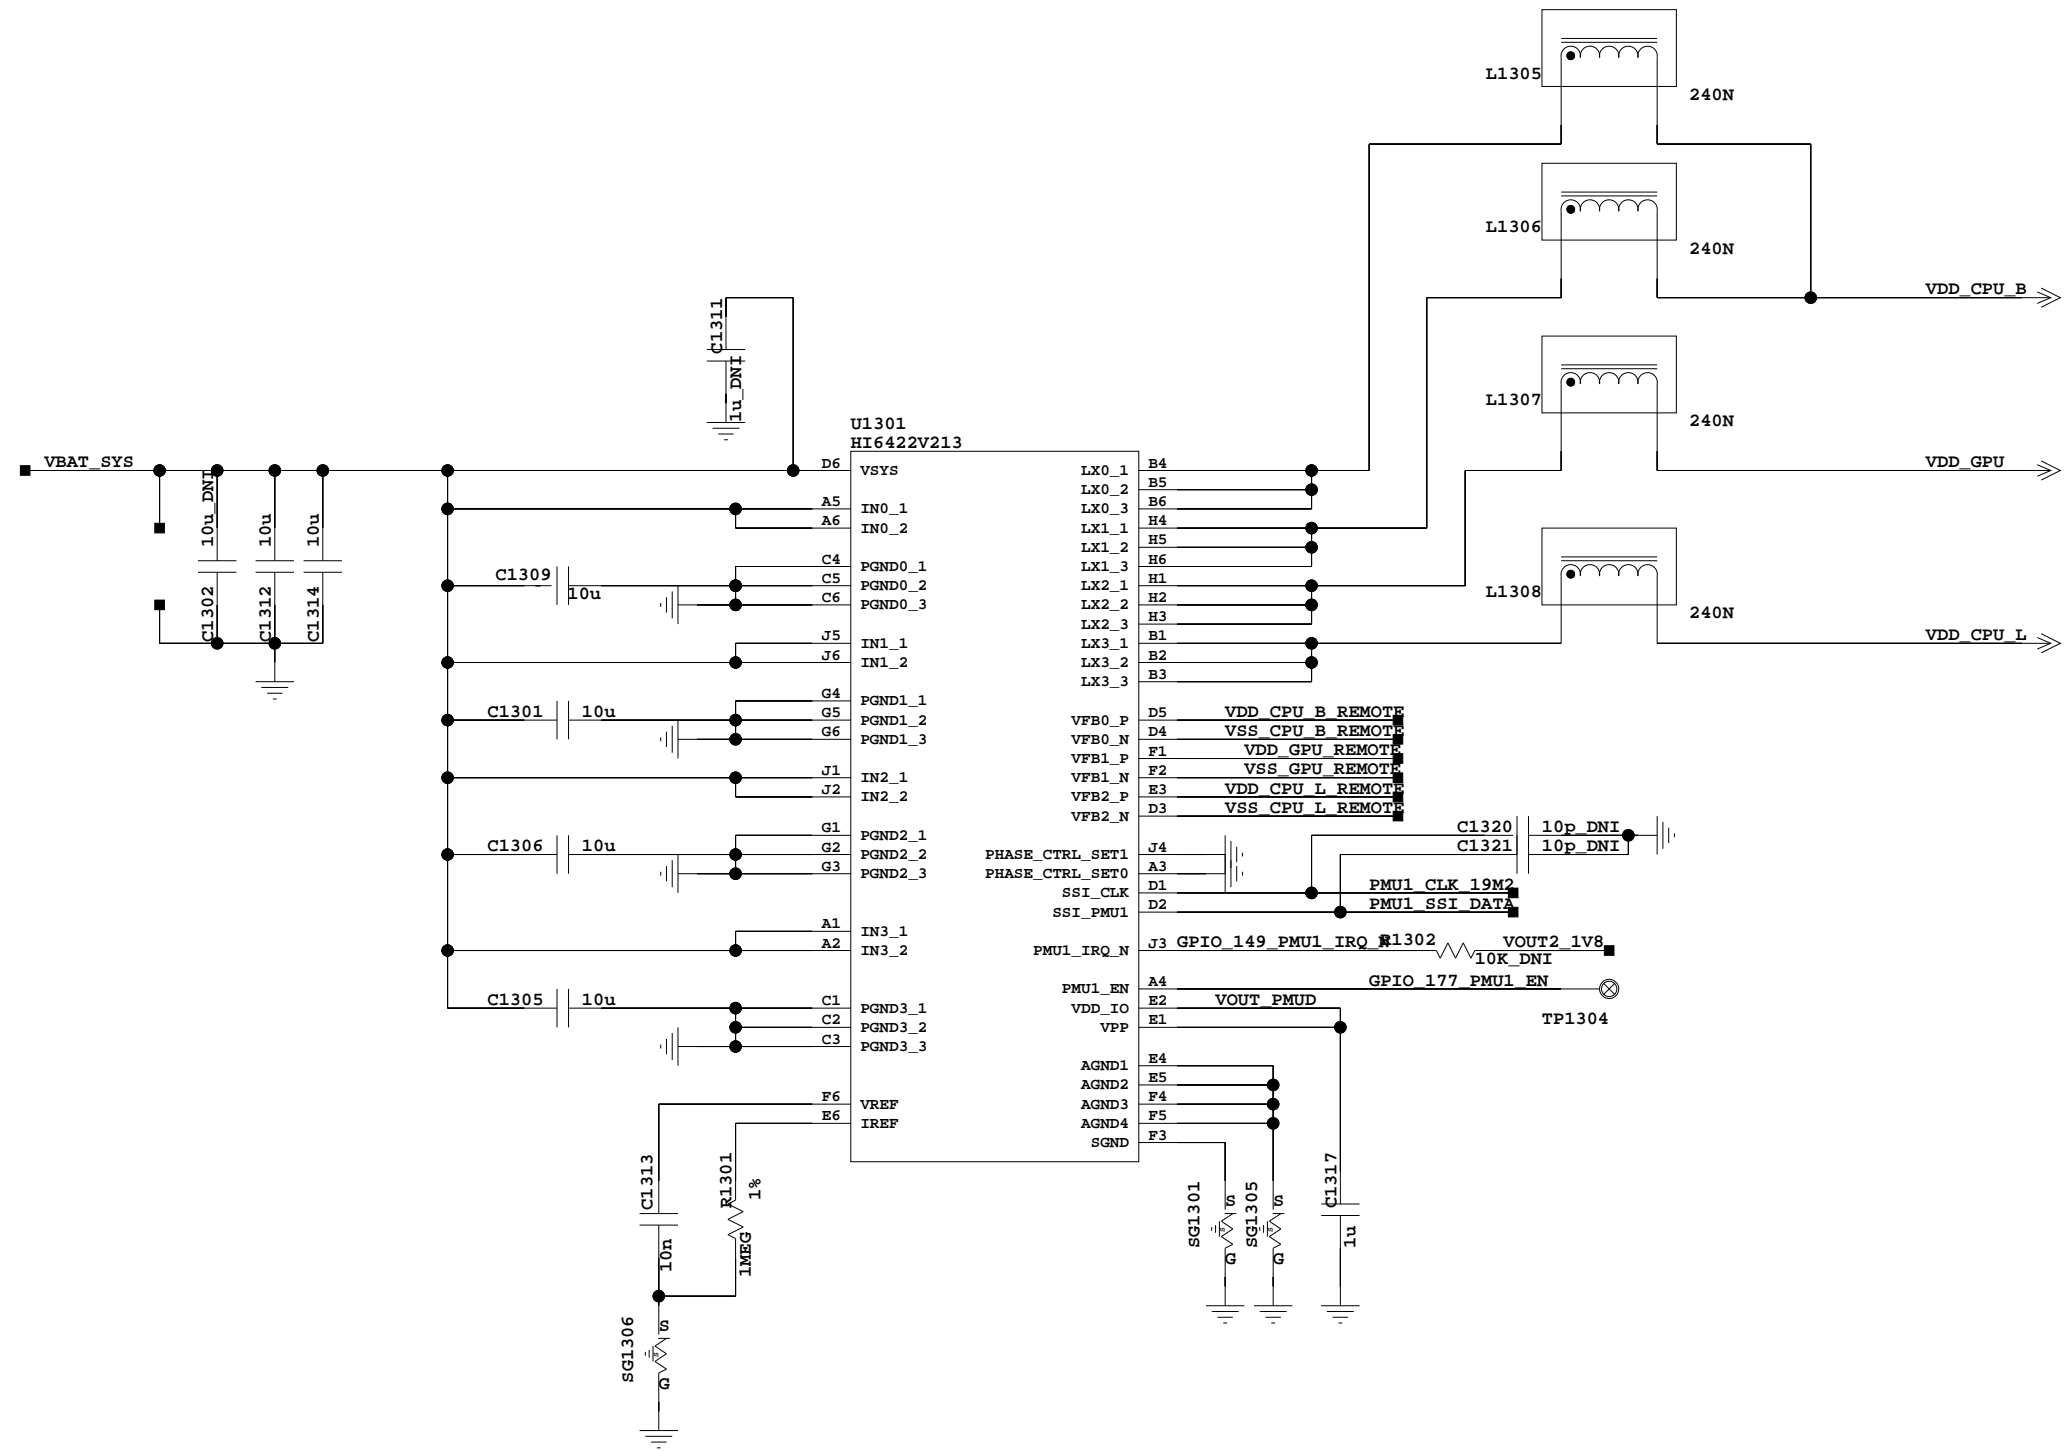 L1305
240N
L1306
240N
VDD_CPU_B
C1311
1u_DNI
L1307
240N
U1301
HI6422V213
VBAT_SYS
VDD_GPU
10u_DNI
10u
10u
C1302
C1312
C1314
L1308
240N
VDD_CPU_L
D6 VSYS
A5 IN0_1
A6 IN0_2
C4 PGND0_1
C1309 10u
C5 PGND0_2
C6 PGND0_3
J5 IN1_1
J6 IN1_2
G4 PGND1_1
C1301 10u
G5 PGND1_2
G6 PGND1_3
J1 IN2_1
J2 IN2_2
G1 PGND2_1
C1306 10u
G2 PGND2_2
G3 PGND2_3
A1 IN3_1
A2 IN3_2
C1305 10u
C1 PGND3_1
C2 PGND3_2
C3 PGND3_3
F6 VREF
E6 IREF
LX0_1 B4
LX0_2 B5
LX0_3 B6
LX1_1 H4
LX1_2 H5
LX1_3 H6
LX2_1 H1
LX2_2 H2
LX2_3 H3
LX3_1 B1
LX3_2 B2
LX3_3 B3
VFB0_P D5 VDD_CPU_B_REMOTE
VFB0_N D4 VSS_CPU_B_REMOTE
VFB1_P F1 VDD_GPU_REMOTE
VFB1_N F2 VSS_GPU_REMOTE
VFB2_P E3 VDD_CPU_L_REMOTE
VFB2_N D3 VSS_CPU_L_REMOTE
C1320 10p_DNI
C1321 10p_DNI
PHASE_CTRL_SET1 J4
PHASE_CTRL_SET0 A3
SSI_CLK D1 PMU1_CLK_19M2
SSI_PMU1 D2 PMU1_SSI_DATA
PMU1_IRQ_N J3 GPIO_149_PMU1_IRQ_N R1302 VOUT2_1V8
10K_DNI
PMU1_EN A4 GPIO_177_PMU1_EN
TP1304
VDD_IO E2 VOUT_PMUD
VPP E1
AGND1 E4
AGND2 E5
AGND3 F4
AGND4 F5
SGND F3
C1313
10n
R1301
1%
1MEG
SG1306
S
G
SG1301
S
G
SG1305
S
G
C1317
1u